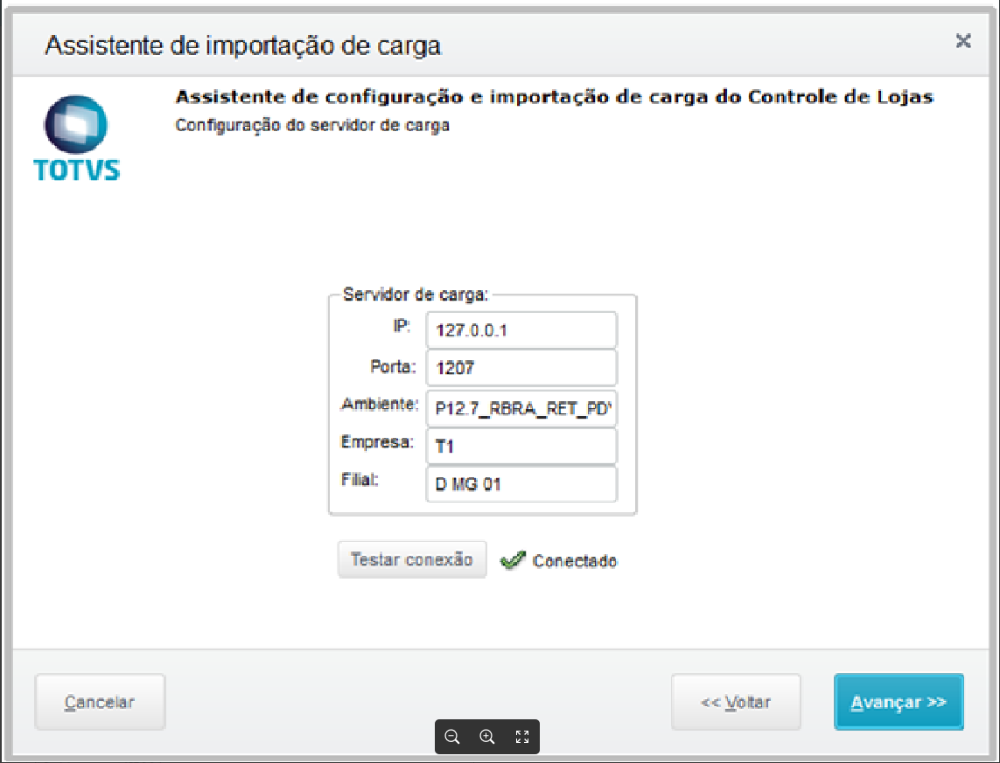 Assistente de importação de carga
Assistente de configuração e importação de carga do Controle de Lojas
Configuração do servidor de carga
TOTVS
Servidor de carga:
IP: 127.0.0.1
Porta: 1207
Ambiente: P12.7_RBRA_RET_PD
Empresa: T1
Filial: D MG 01
Testar conexão Conectado
Cancelar << Voltar Avançar >>